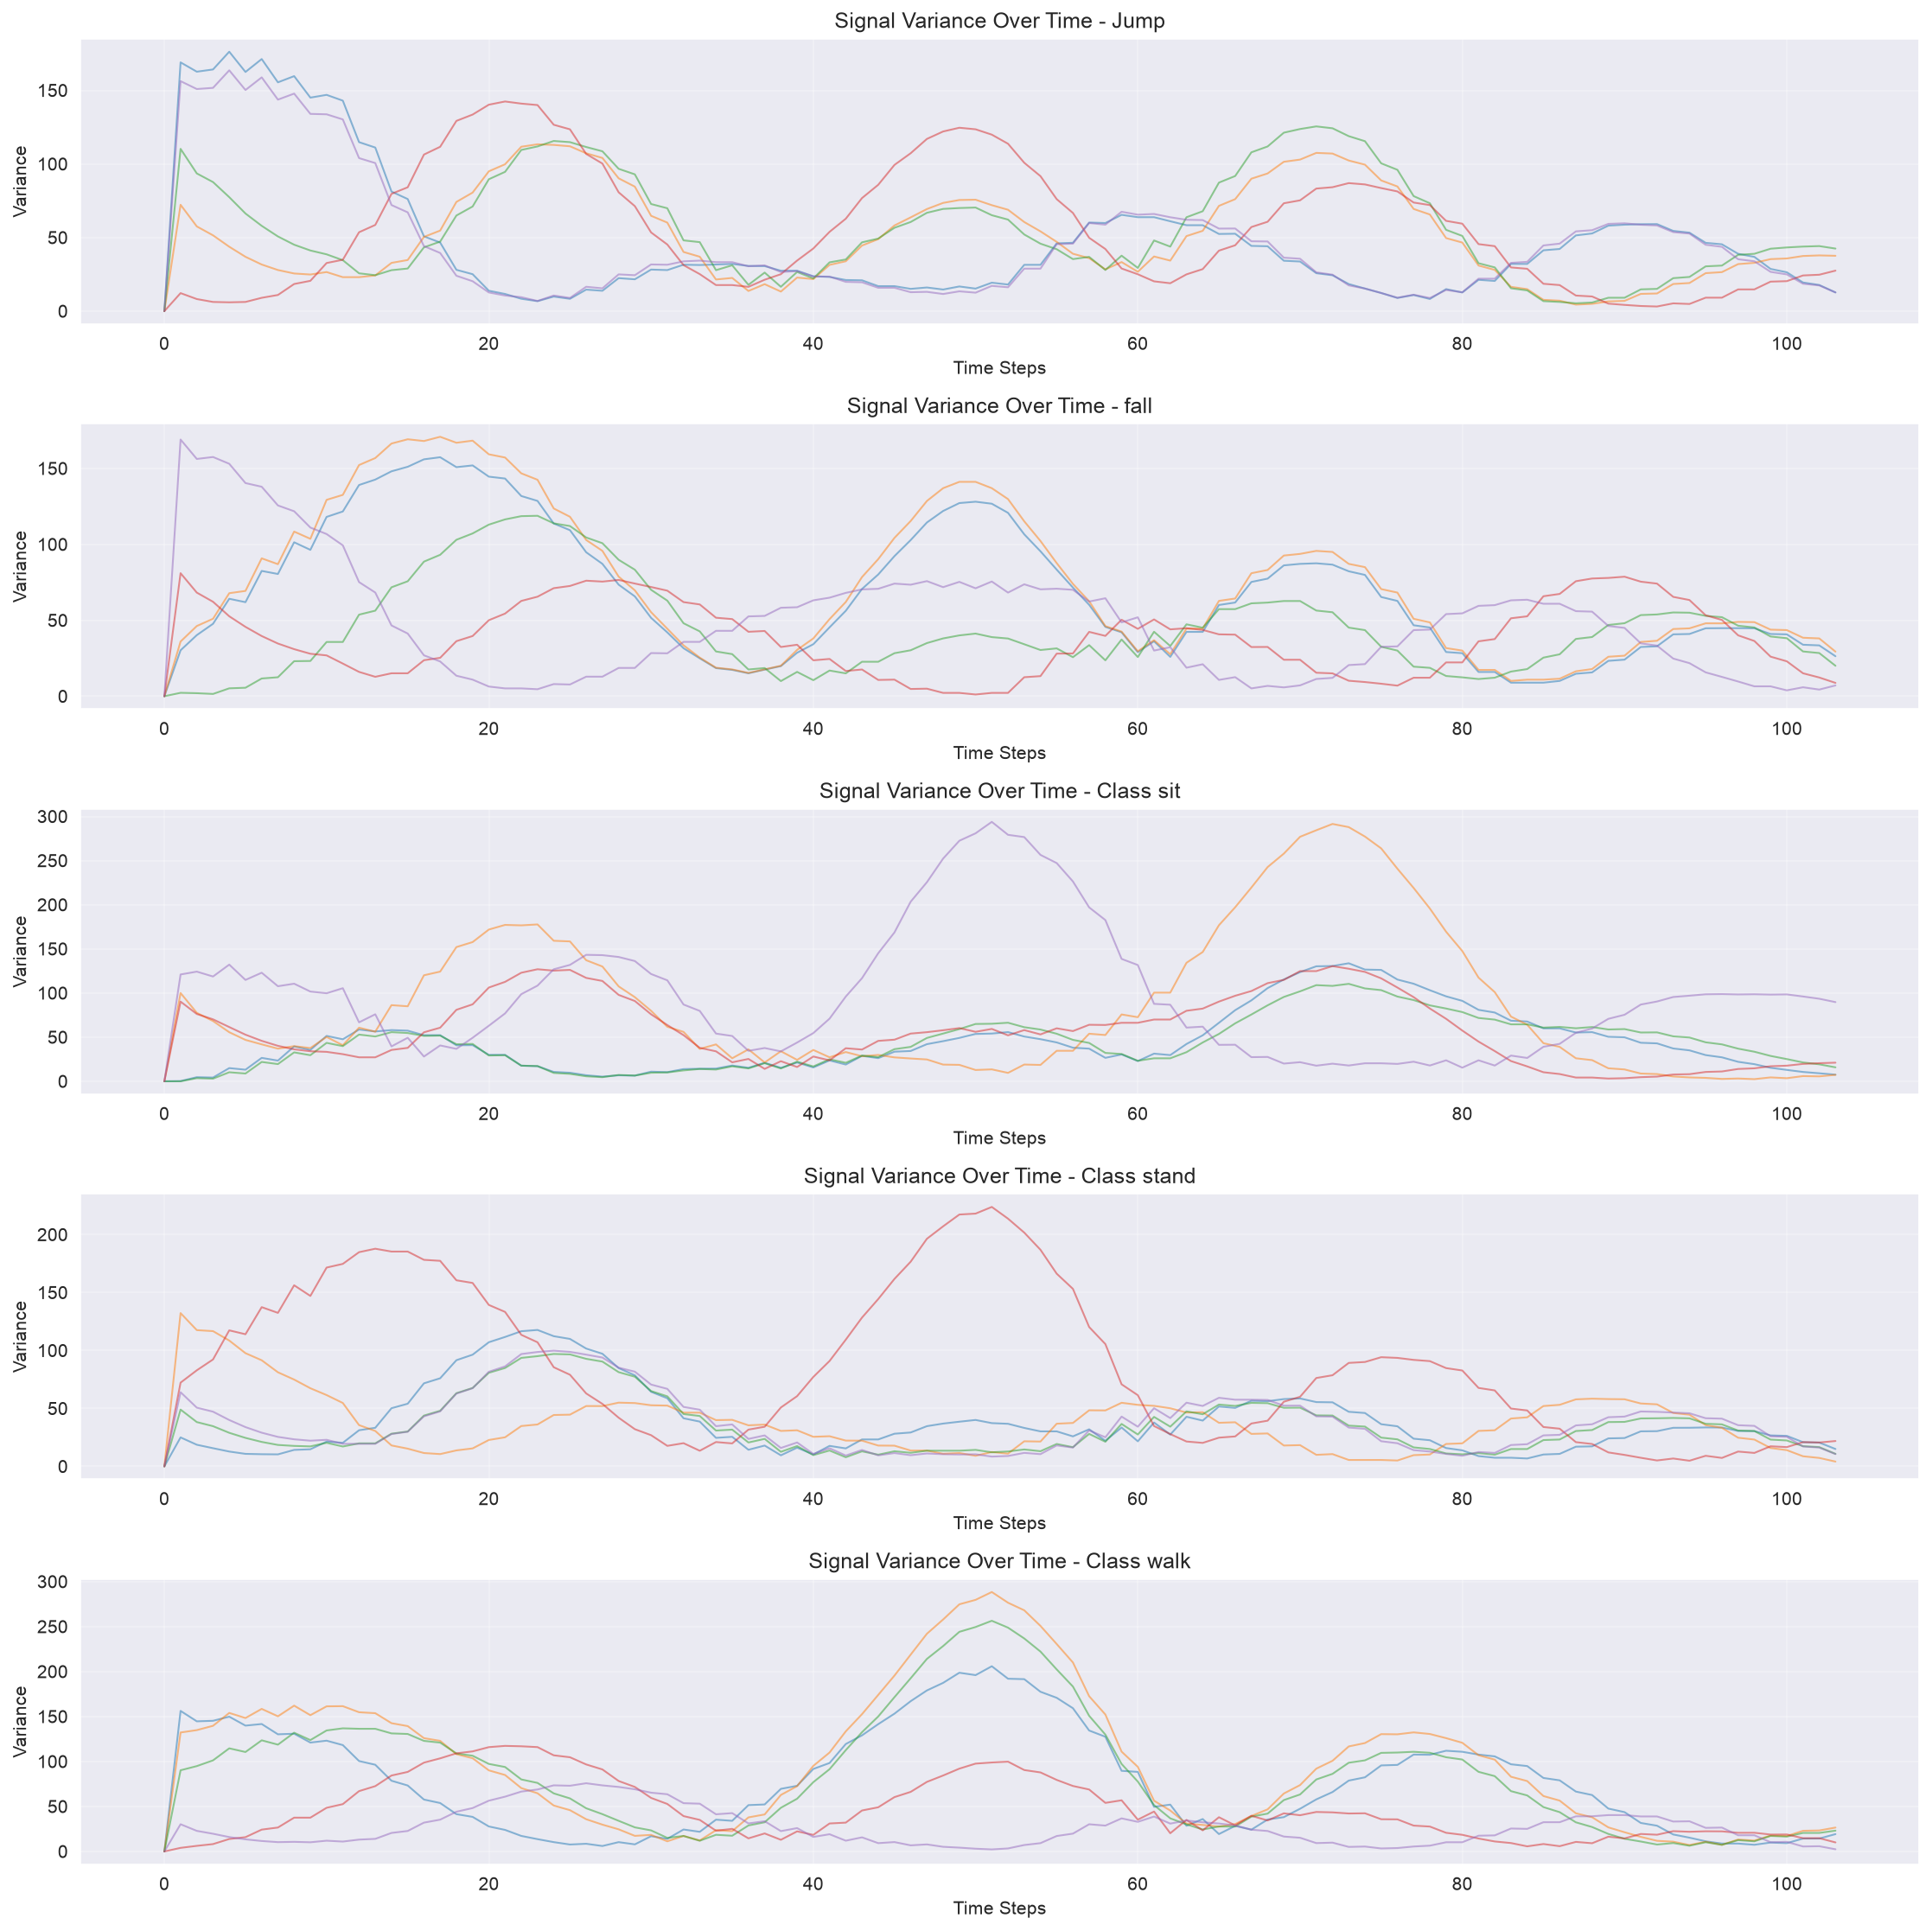 Signal Variance Over Time - Jump
150
100
50
0
Variance
0 20 40 60 80 100
Time Steps
Signal Variance Over Time - fall
150
100
50
0
Variance
0 20 40 60 80 100
Time Steps
Signal Variance Over Time - Class sit
300
250
200
150
100
50
0
Variance
0 20 40 60 80 100
Time Steps
Signal Variance Over Time - Class stand
200
150
100
50
0
Variance
0 20 40 60 80 100
Time Steps
Signal Variance Over Time - Class walk
300
250
200
150
100
50
0
Variance
0 20 40 60 80 100
Time Steps